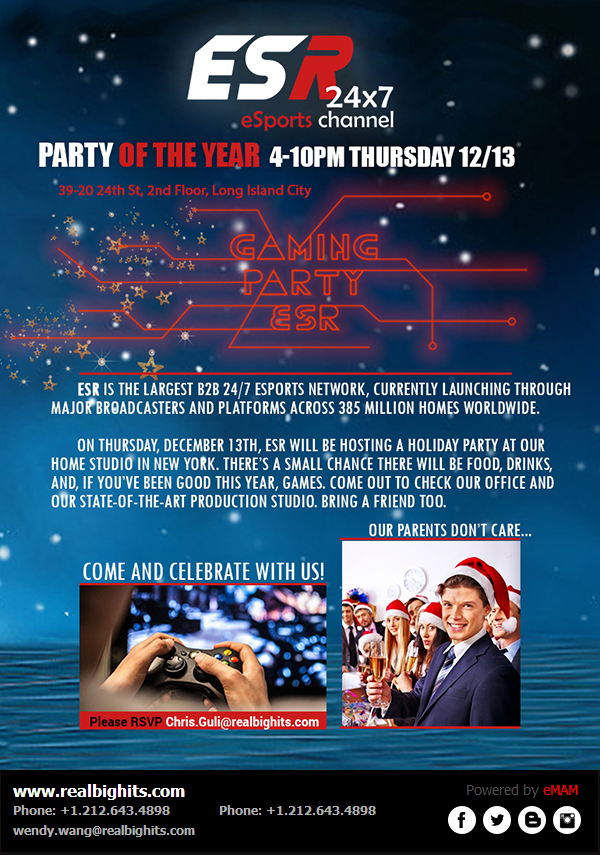 ESR
24x7
eSports channel
PARTY OF THE YEAR 4-10PM THURSDAY 12/13
39-20 24th St, 2nd Floor, Long Island City
GAMING
PARTY
ESR
ESR IS THE LARGEST B2B 24/7 ESPORTS NETWORK, CURRENTLY LAUNCHING THROUGH
MAJOR BROADCASTERS AND PLATFORMS ACROSS 385 MILLION HOMES WORLDWIDE.
ON THURSDAY, DECEMBER 13TH, ESR WILL BE HOSTING A HOLIDAY PARTY AT OUR
HOME STUDIO IN NEW YORK. THERE'S A SMALL CHANCE THERE WILL BE FOOD, DRINKS,
AND, IF YOU'VE BEEN GOOD THIS YEAR, GAMES. COME OUT TO CHECK OUR OFFICE AND
OUR STATE-OF-THE-ART PRODUCTION STUDIO. BRING A FRIEND TOO.
OUR PARENTS DON'T CARE...
COME AND CELEBRATE WITH US!
Please RSVP Chris.Guli@realbighits.com
www.realbighits.com
Powered by eMAM
Phone: +1.212.643.4898 Phone: +1.212.643.4898
wendy.wang@realbighits.com